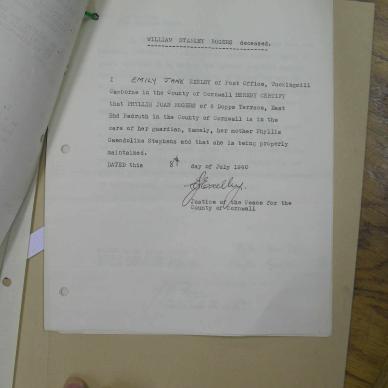 WILLIAM STANLEY ROGERS deceased.
I EMILY JANE KEELEY of Post Office, Tuckingmill
Camborne in the County of Cornwall HEREBY CERTIFY
that PHYLLIS JOAN ROGERS of 8 Dopps Terrace, East
End Redruth in the County of Cornwall is in the
care of her guardian, namely, her mother Phyllis
Gwendoline Stephens and that she is being properly
maintained.
DATED this 8th day of July 1940
Justice of the Peace for the
County of Cornwall